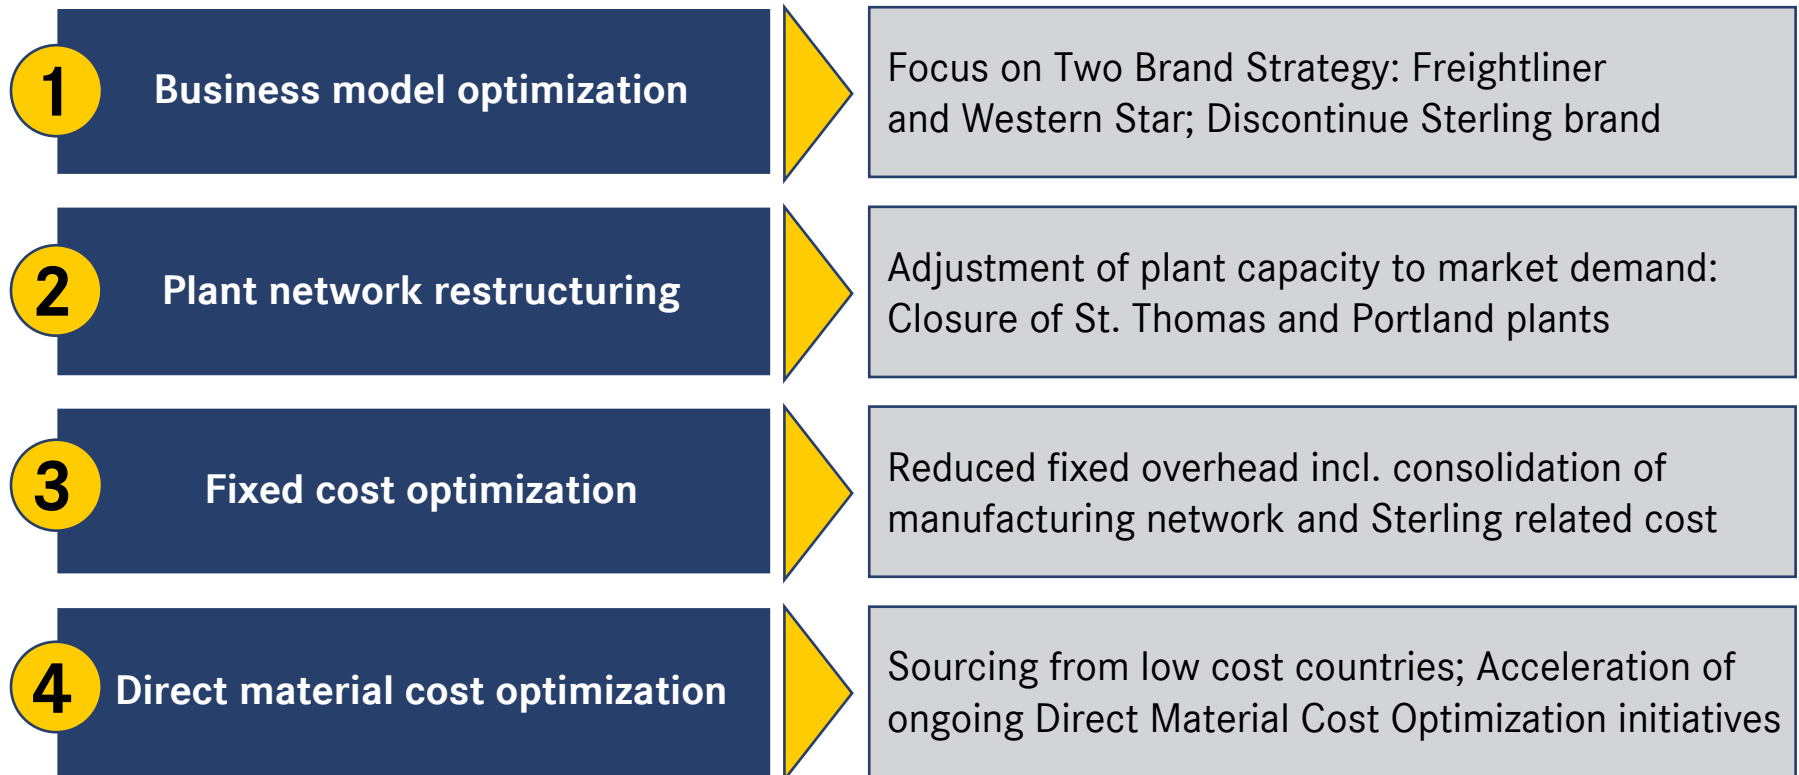 1
Business model optimization
Focus on Two Brand Strategy: Freightliner
and Western Star; Discontinue Sterling brand
2
Plant network restructuring
Adjustment of plant capacity to market demand:
Closure of St. Thomas and Portland plants
3
Fixed cost optimization
Reduced fixed overhead incl. consolidation of
manufacturing network and Sterling related cost
4
Direct material cost optimization
Sourcing from low cost countries; Acceleration of
ongoing Direct Material Cost Optimization initiatives